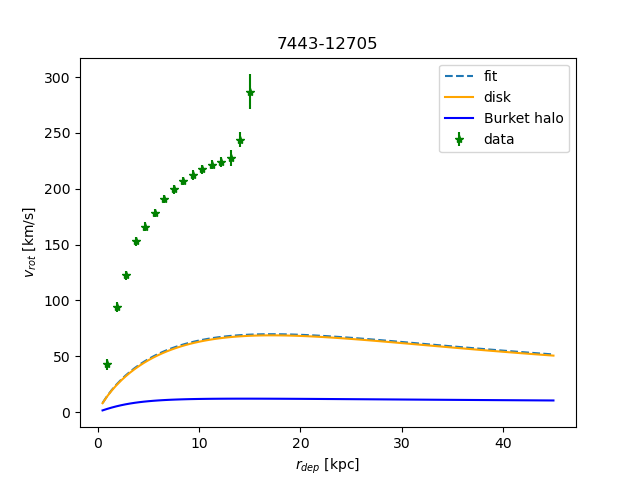 7443-12705
300
250
200
150
100
50
0
v_rot [km/s]
fit
disk
Burket halo
data
0 10 20 30 40
r_dep [kpc]